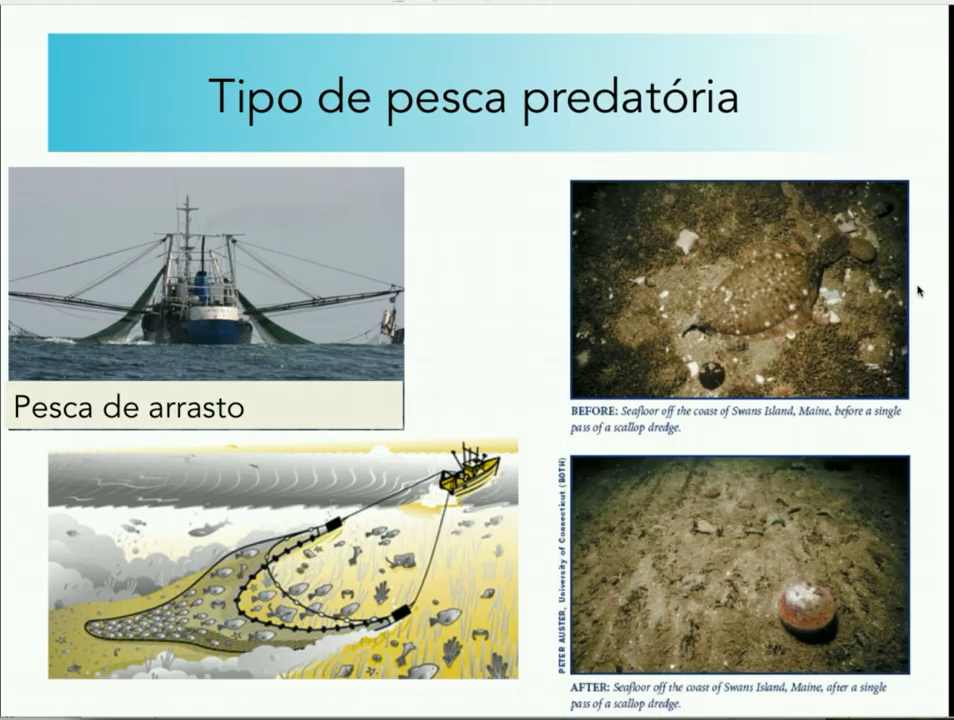 Tipo de pesca predatória
Pesca de arrasto
BEFORE: Seafloor off the coast of Swans Island, Maine, before a single
pass of a scallop dredge.
PETER AUSTER, University of Connecticut (BOTH)
AFTER: Seafloor off the coast of Swans Island, Maine, after a single
pass of a scallop dredge.